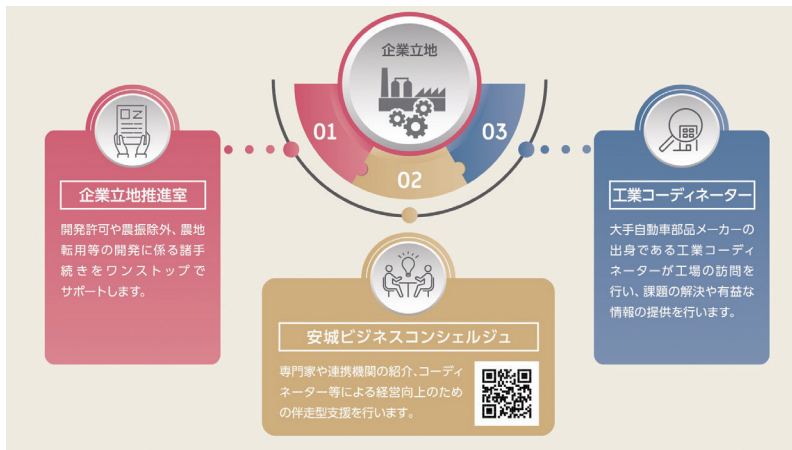 企業立地
01
02
03
企業立地推進室
開発許可や農振除外、農地
転用等の開発に係る諸手
続きをワンストップで
サポートします。
安城ビジネスコンシェルジュ
専門家や連携機関の紹介、コーディ
ネーター等による経営向上のため
の伴走型支援を行います。
工業コーディネーター
大手自動車部品メーカーの
出身である工業コーディ
ネーターが工場の訪問を
行い、課題の解決や有益な
情報の提供を行います。